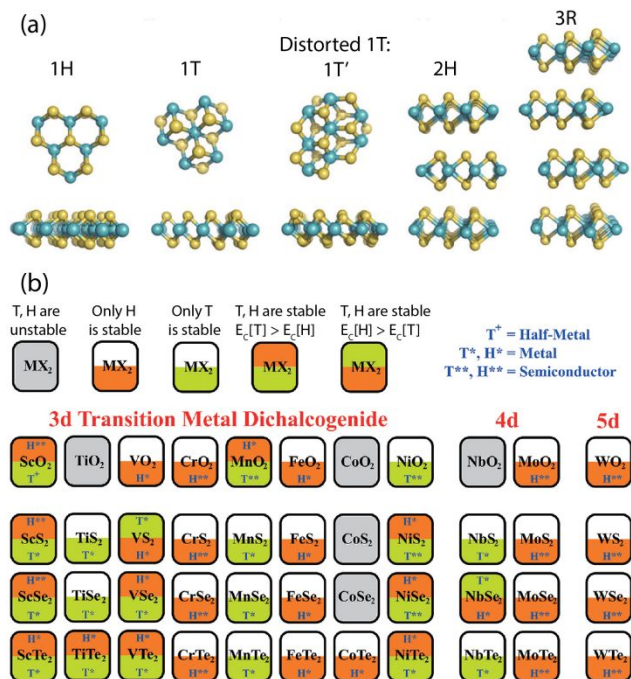 (a)
Distorted 1T:
3R
1H 1T 1T' 2H
(b)
T, H are
unstable
Only H
is stable
Only T
is stable
T, H are stable
E_C[T] > E_C[H]
T, H are stable
E_C[H] > E_C[T]
MX₂ MX₂ MX₂ MX₂ MX₂
T⁺ = Half-Metal
T*, H* = Metal
T**, H** = Semiconductor
3d Transition Metal Dichalcogenide 4d 5d
H** H*
ScO₂ TiO₂ VO₂ CrO₂ MnO₂ FeO₂ CoO₂ NiO₂ NbO₂ MoO₂ WO₂
T⁺ H* H** T** H* T** H** H**
H** T* H*
ScS₂ TiS₂ VS₂ CrS₂ MnS₂ FeS₂ CoS₂ NiS₂ NbS₂ MoS₂ WS₂
T* T* H* H** T* H* T** T* H** H**
H** H* H* T*
ScSe₂ TiSe₂ VSe₂ CrSe₂ MnSe₂ FeSe₂ CoSe₂ NiSe₂ NbSe₂ MoSe₂ WSe₂
T* T* T* H** T* H* T** H* H** H**
H* H* H* H*
ScTe₂ TiTe₂ VTe₂ CrTe₂ MnTe₂ FeTe₂ CoTe₂ NiTe₂ NbTe₂ MoTe₂ WTe₂
T* T* T* H** T* H* H* T* T* H** H**